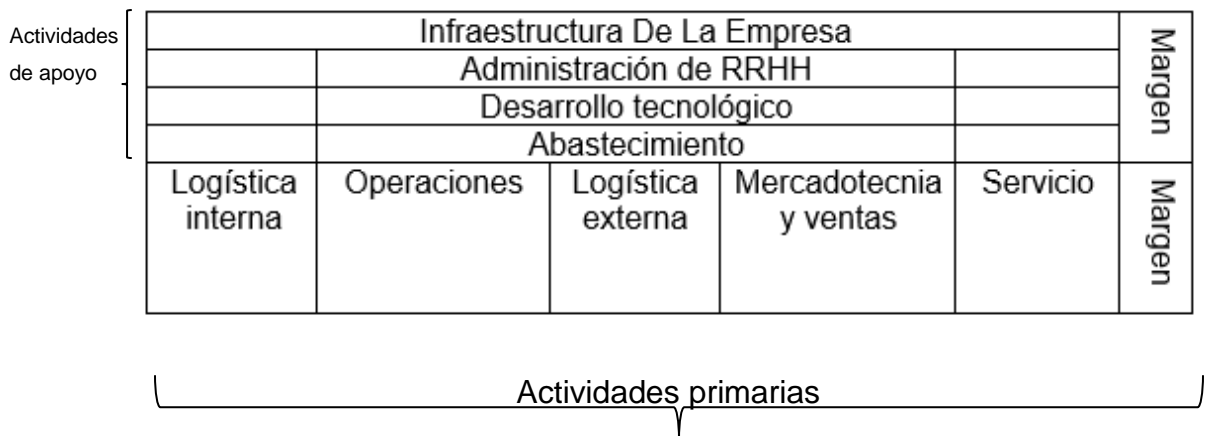 Actividades
de apoyo
Infraestructura De La Empresa
Administración de RRHH
Desarrollo tecnológico
Abastecimiento
Margen
Logística
interna
Operaciones
Logística
externa
Mercadotecnia
y ventas
Servicio
Margen
Actividades primarias